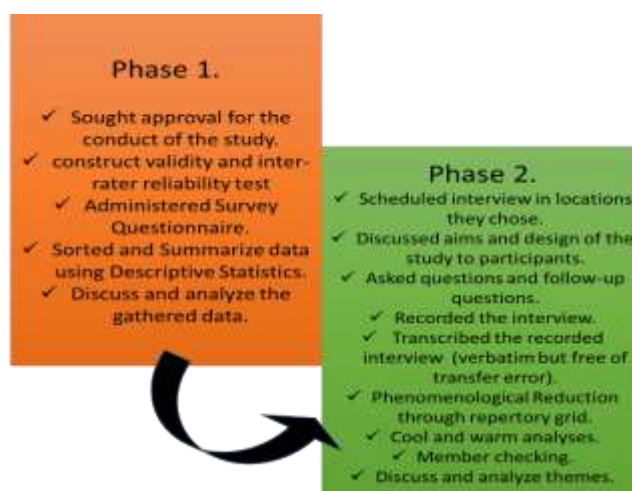 Phase 1.
✓ Sought approval for the
conduct of the study.
✓ construct validity and inter-
rater reliability test
✓ Administered Survey
Questionnaire.
✓ Sorted and Summarize data
using Descriptive Statistics.
✓ Discuss and analyze the
gathered data.
Phase 2.
✓ Scheduled interview in locations
they chose.
✓ Discussed aims and design of the
study to participants.
✓ Asked questions and follow-up
questions.
✓ Recorded the interview.
✓ Transcribed the recorded
interview (verbatim but free of
transfer error).
✓ Phenomenological Reduction
through repertory grid.
✓ Cool and warm analyses.
✓ Member checking.
✓ Discuss and analyze themes.